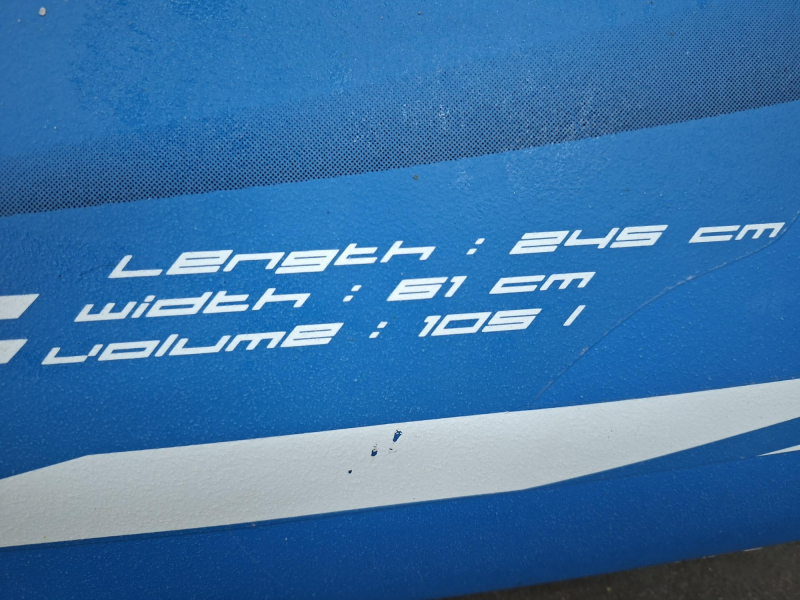 Length : 245 cm
width : 61 cm
volume : 105 l